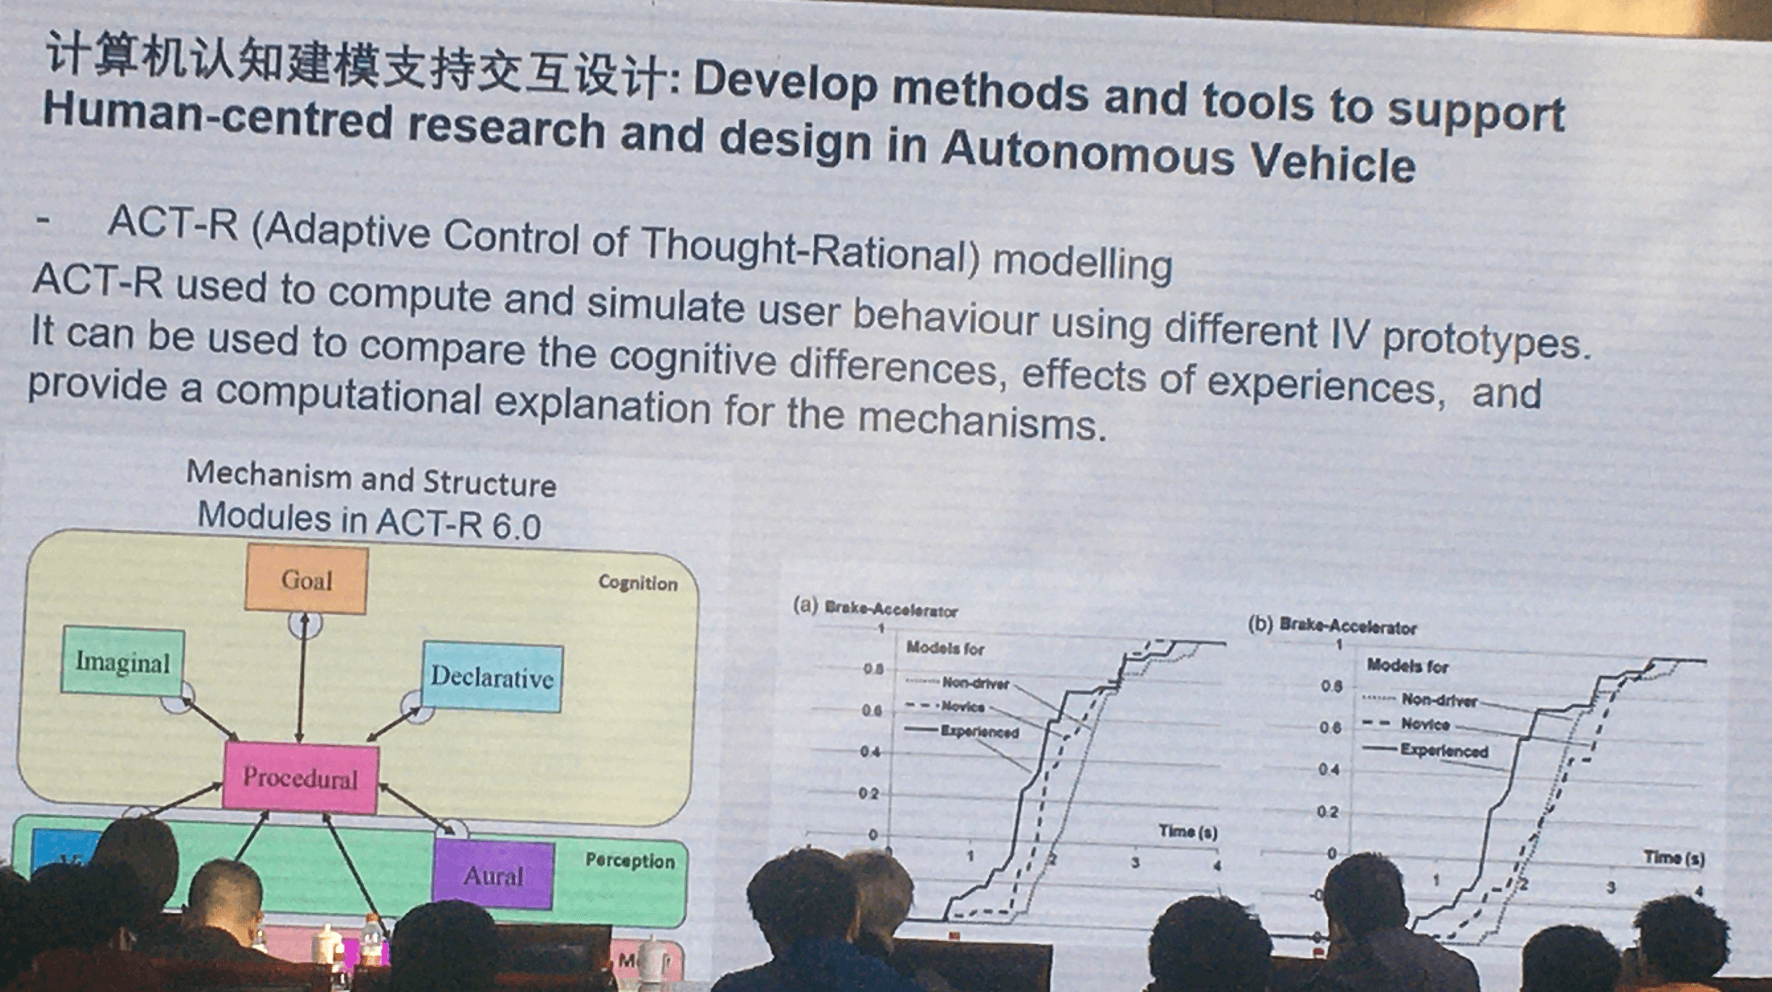 计算机认知建模支持交互设计: Develop methods and tools to support
Human-centred research and design in Autonomous Vehicle
- ACT-R (Adaptive Control of Thought-Rational) modelling
ACT-R used to compute and simulate user behaviour using different IV prototypes.
It can be used to compare the cognitive differences, effects of experiences, and
provide a computational explanation for the mechanisms.
Mechanism and Structure
Modules in ACT-R 6.0
Goal
Cognition
Imaginal
Declarative
Procedural
Perception
Aural
(a) Brake-Accelerator
1
Models for
0.8
Non-driver
0.6
Novice
Experienced
0.4
0.2
0
Time (s)
1
2
3
4
(b) Brake-Accelerator
1
Models for
0.8
Non-driver
0.6
Novice
Experienced
0.4
0.2
0
Time (s)
1
2
3
4